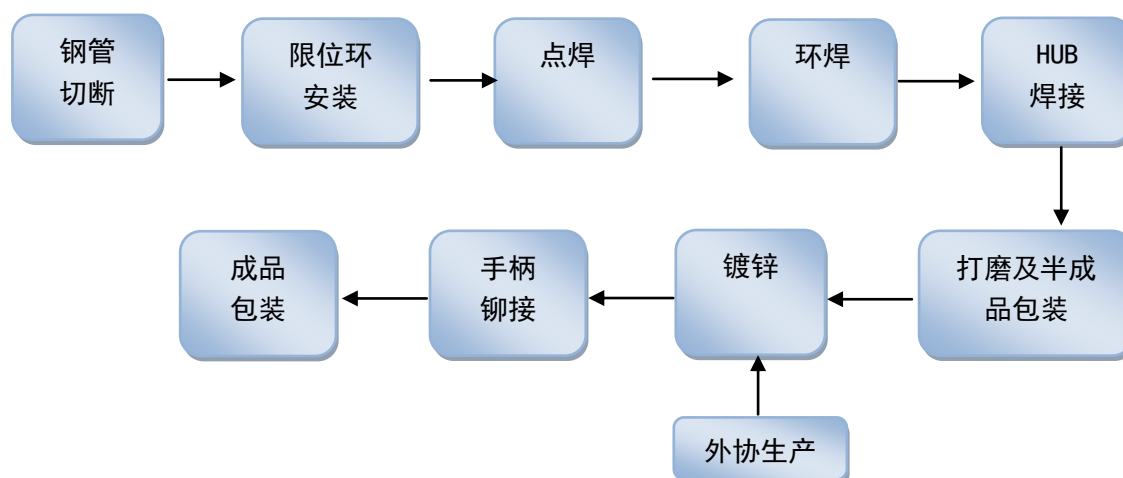 钢管
切断
限位环
安装
点焊
环焊
HUB
焊接
成品
包装
手柄
铆接
镀锌
打磨及半成
品包装
外协生产